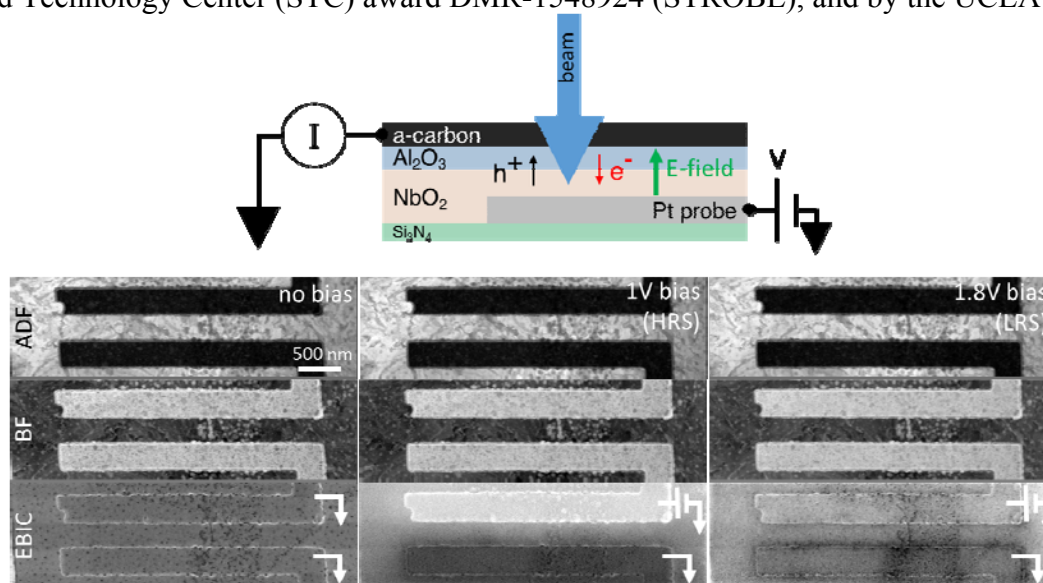 d Technology Center (STC) award DMR-1548924 (STROBE), and by the UCLA
beam
I
a-carbon
Al₂O₃
h⁺
e⁻
E-field
V
NbO₂
Pt probe
Si₃N₄
ADF
no bias
500 nm
1V bias
(HRS)
1.8V bias
(LRS)
BF
EBIC